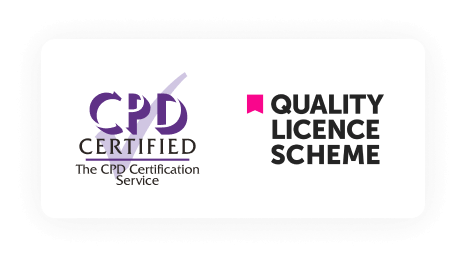 CPD
CERTIFIED
The CPD Certification
Service
QUALITY
LICENCE
SCHEME